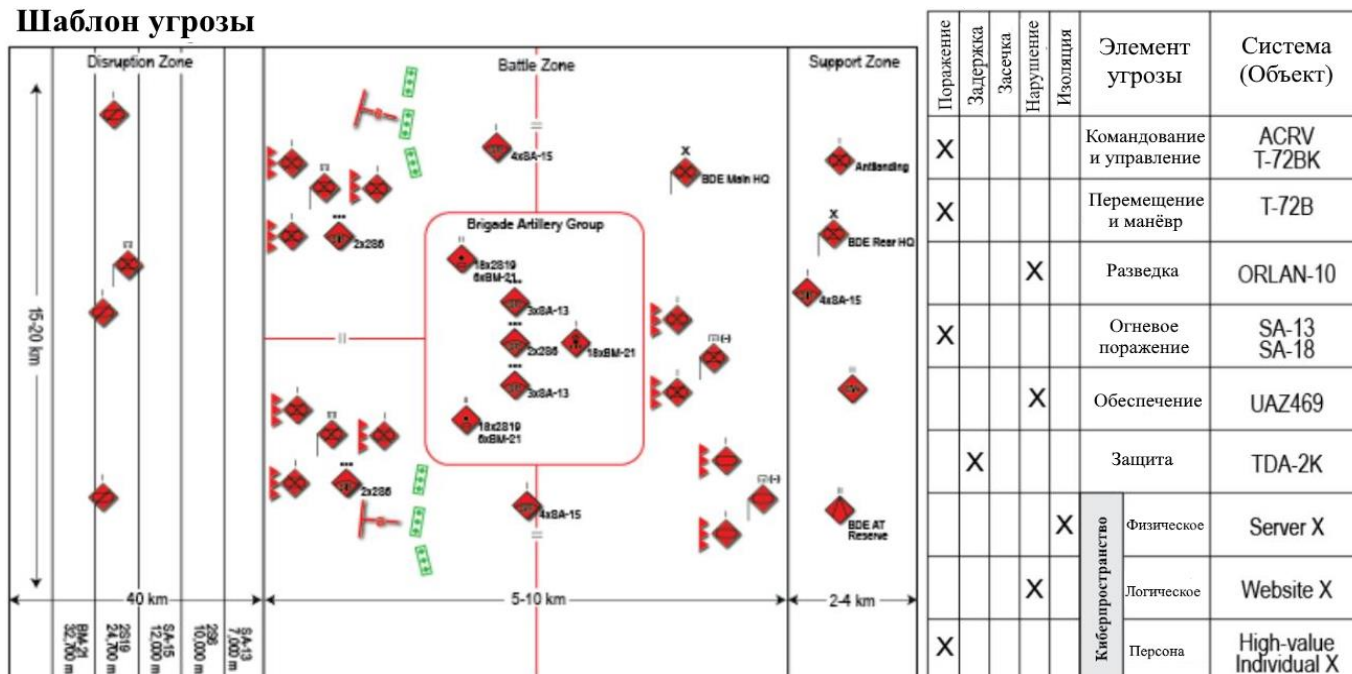 Шаблон угрозы
Disruption Zone
Battle Zone
Support Zone
4xSA-15
BDE Main HQ
Antilanding
2x2S6
Brigade Artillery Group
BDE Rear HQ
18x2S19
6xBM-21
4xSA-15
3xSA-13
2x2S6
18xBM-21
3xSA-13
18x2S19
6xBM-21
2x2S6
4xSA-15
BDE AT
Reserve
15-20 km
40 km
5-10 km
2-4 km
BM-21
32,700 m
2S19
24,700 m
SA-15
12,000 m
2S6
10,000 m
SA-13
7,000 m
Поражение
Задержка
Засечка
Нарушение
Изоляция
Элемент
угрозы
Система
(Объект)
X
Командование
и управление
ACRV
T-72BK
X
Перемещение
и манёвр
T-72B
X
Разведка
ORLAN-10
X
Огневое
поражение
SA-13
SA-18
X
Обеспечение
UAZ469
X
Защита
TDA-2K
Киберпространство
X
Физическое
Server X
X
Логическое
Website X
X
Персона
High-value
Individual X